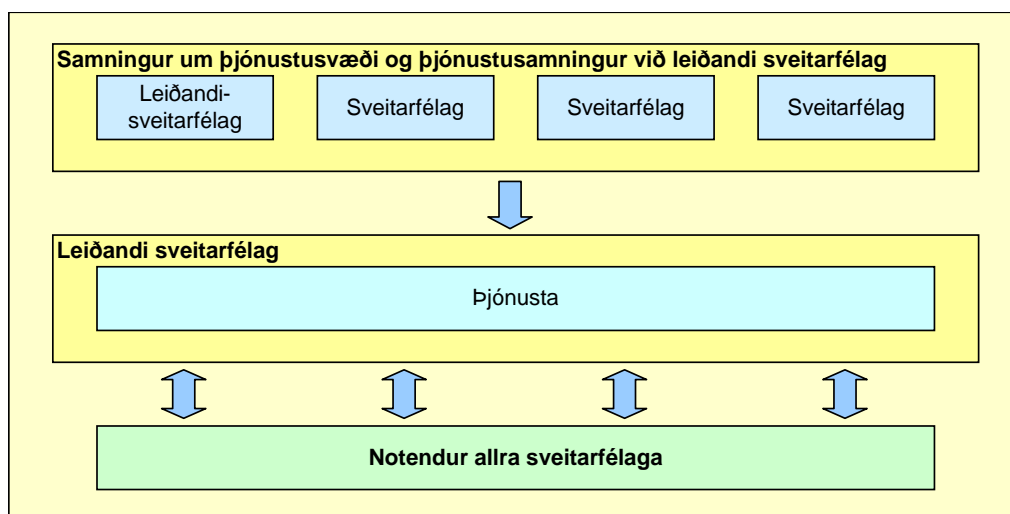 Samningur um þjónustusvæði og þjónustusamningur við leiðandi sveitarfélag
Leiðandi-
sveitarfélag
Sveitarfélag
Sveitarfélag
Sveitarfélag
Leiðandi sveitarfélag
Þjónusta
Notendur allra sveitarfélaga